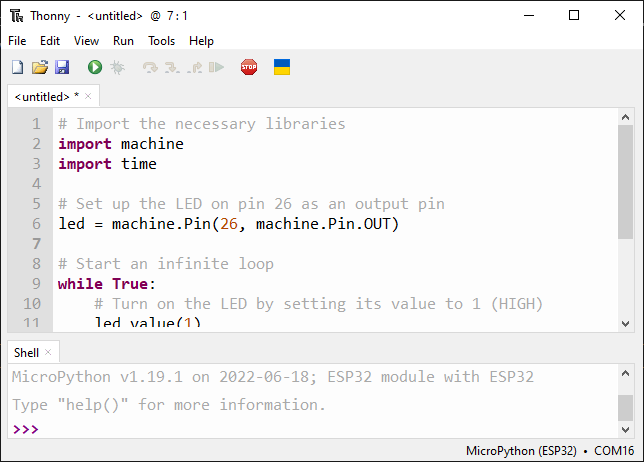 Thonny - <untitled> @ 7:1
File Edit View Run Tools Help
STOP
<untitled> * ×
1 # Import the necessary libraries
2 import machine
3 import time
4
5 # Set up the LED on pin 26 as an output pin
6 led = machine.Pin(26, machine.Pin.OUT)
7
8 # Start an infinite loop
9 while True:
10     # Turn on the LED by setting its value to 1 (HIGH)
11     led.value(1)
Shell ×
MicroPython v1.19.1 on 2022-06-18; ESP32 module with ESP32
Type "help()" for more information.
>>>
MicroPython (ESP32) • COM16